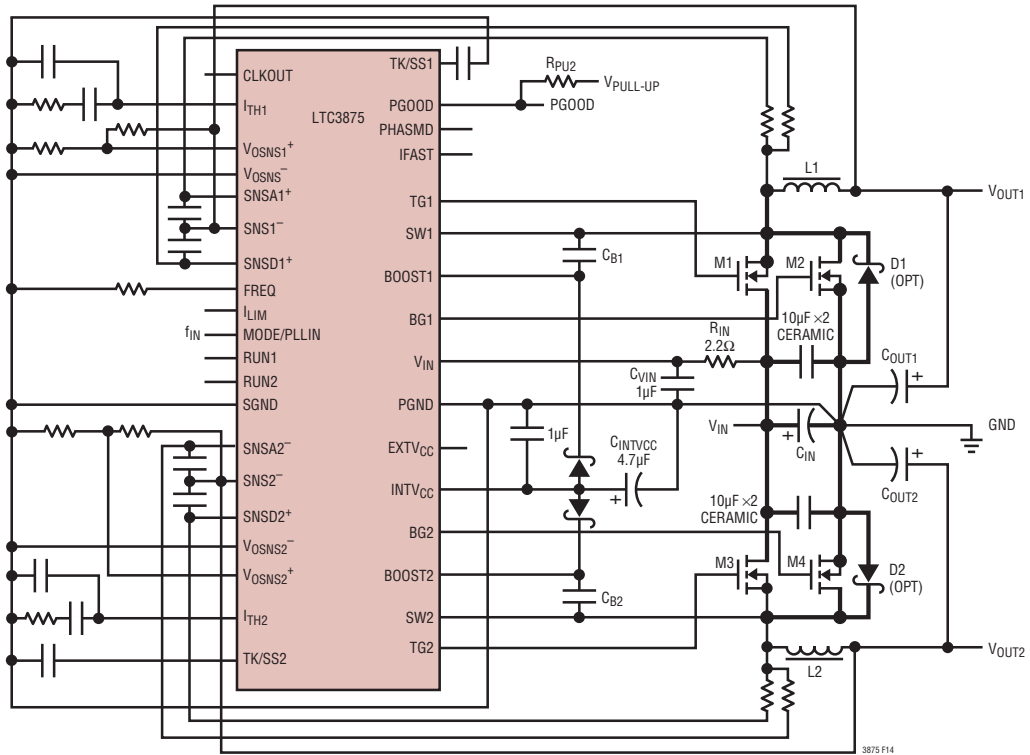 LTC3875
CLKOUT
ITH1
VOSNS1+
VOSNS−
SNSA1+
SNS1−
SNSD1+
FREQ
ILIM
fIN
MODE/PLLIN
RUN1
RUN2
SGND
SNSA2−
SNS2−
SNSD2+
VOSNS2−
VOSNS2+
ITH2
TK/SS2
TK/SS1
PGOOD
PHASMD
IFAST
TG1
SW1
BOOST1
BG1
VIN
PGND
EXTVCC
INTVCC
BG2
BOOST2
SW2
TG2
RPU2
VPULL-UP
PGOOD
L1
VOUT1
CB1
M1
M2
D1
(OPT)
RIN
2.2Ω
10µF ×2
CERAMIC
CVIN
1µF
COUT1
+
1µF
VIN
+
CIN
GND
CINTVCC
4.7µF
+
COUT2
+
10µF ×2
CERAMIC
M3
M4
D2
(OPT)
CB2
L2
VOUT2
3875 F14